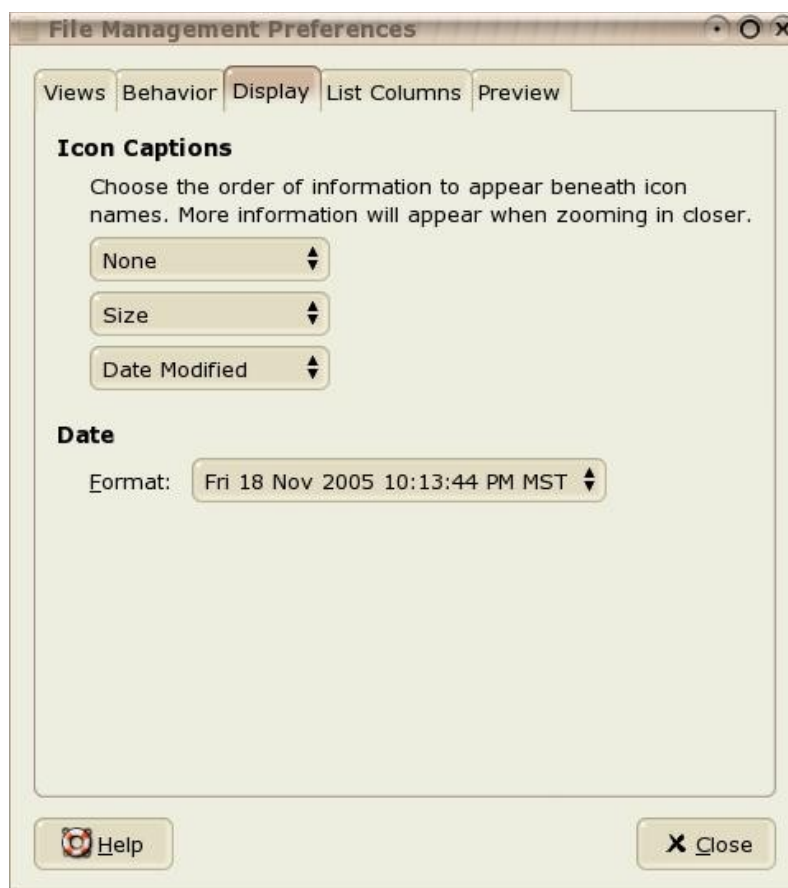 File Management Preferences
Views Behavior Display List Columns Preview
Icon Captions
Choose the order of information to appear beneath icon
names. More information will appear when zooming in closer.
None
Size
Date Modified
Date
Format: Fri 18 Nov 2005 10:13:44 PM MST
Help Close